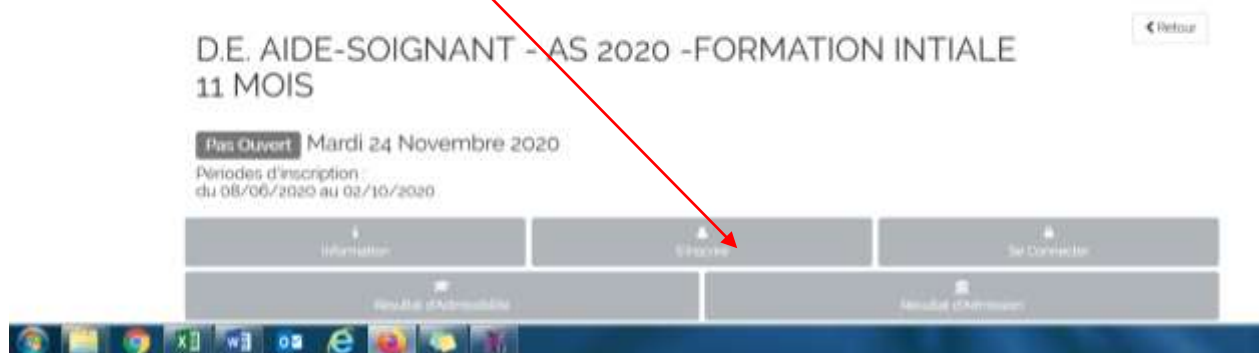 Retour
D.E. AIDE-SOIGNANT - AS 2020 -FORMATION INTIALE
11 MOIS
Pas Ouvert Mardi 24 Novembre 2020
Périodes d'inscription :
du 08/06/2020 au 02/10/2020
Information
S'inscrire
Se Connecter
Résultat d'Admissibilité
Résultat d'Admission